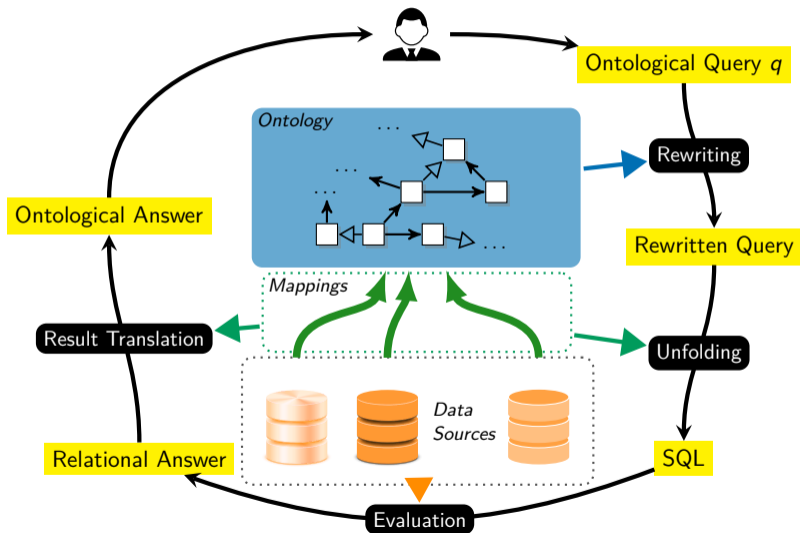 Ontological Query q
Ontology
...
Rewriting
...
...
Ontological Answer
Rewritten Query
...
Mappings
Result Translation
Unfolding
Data
Sources
Relational Answer
SQL
Evaluation